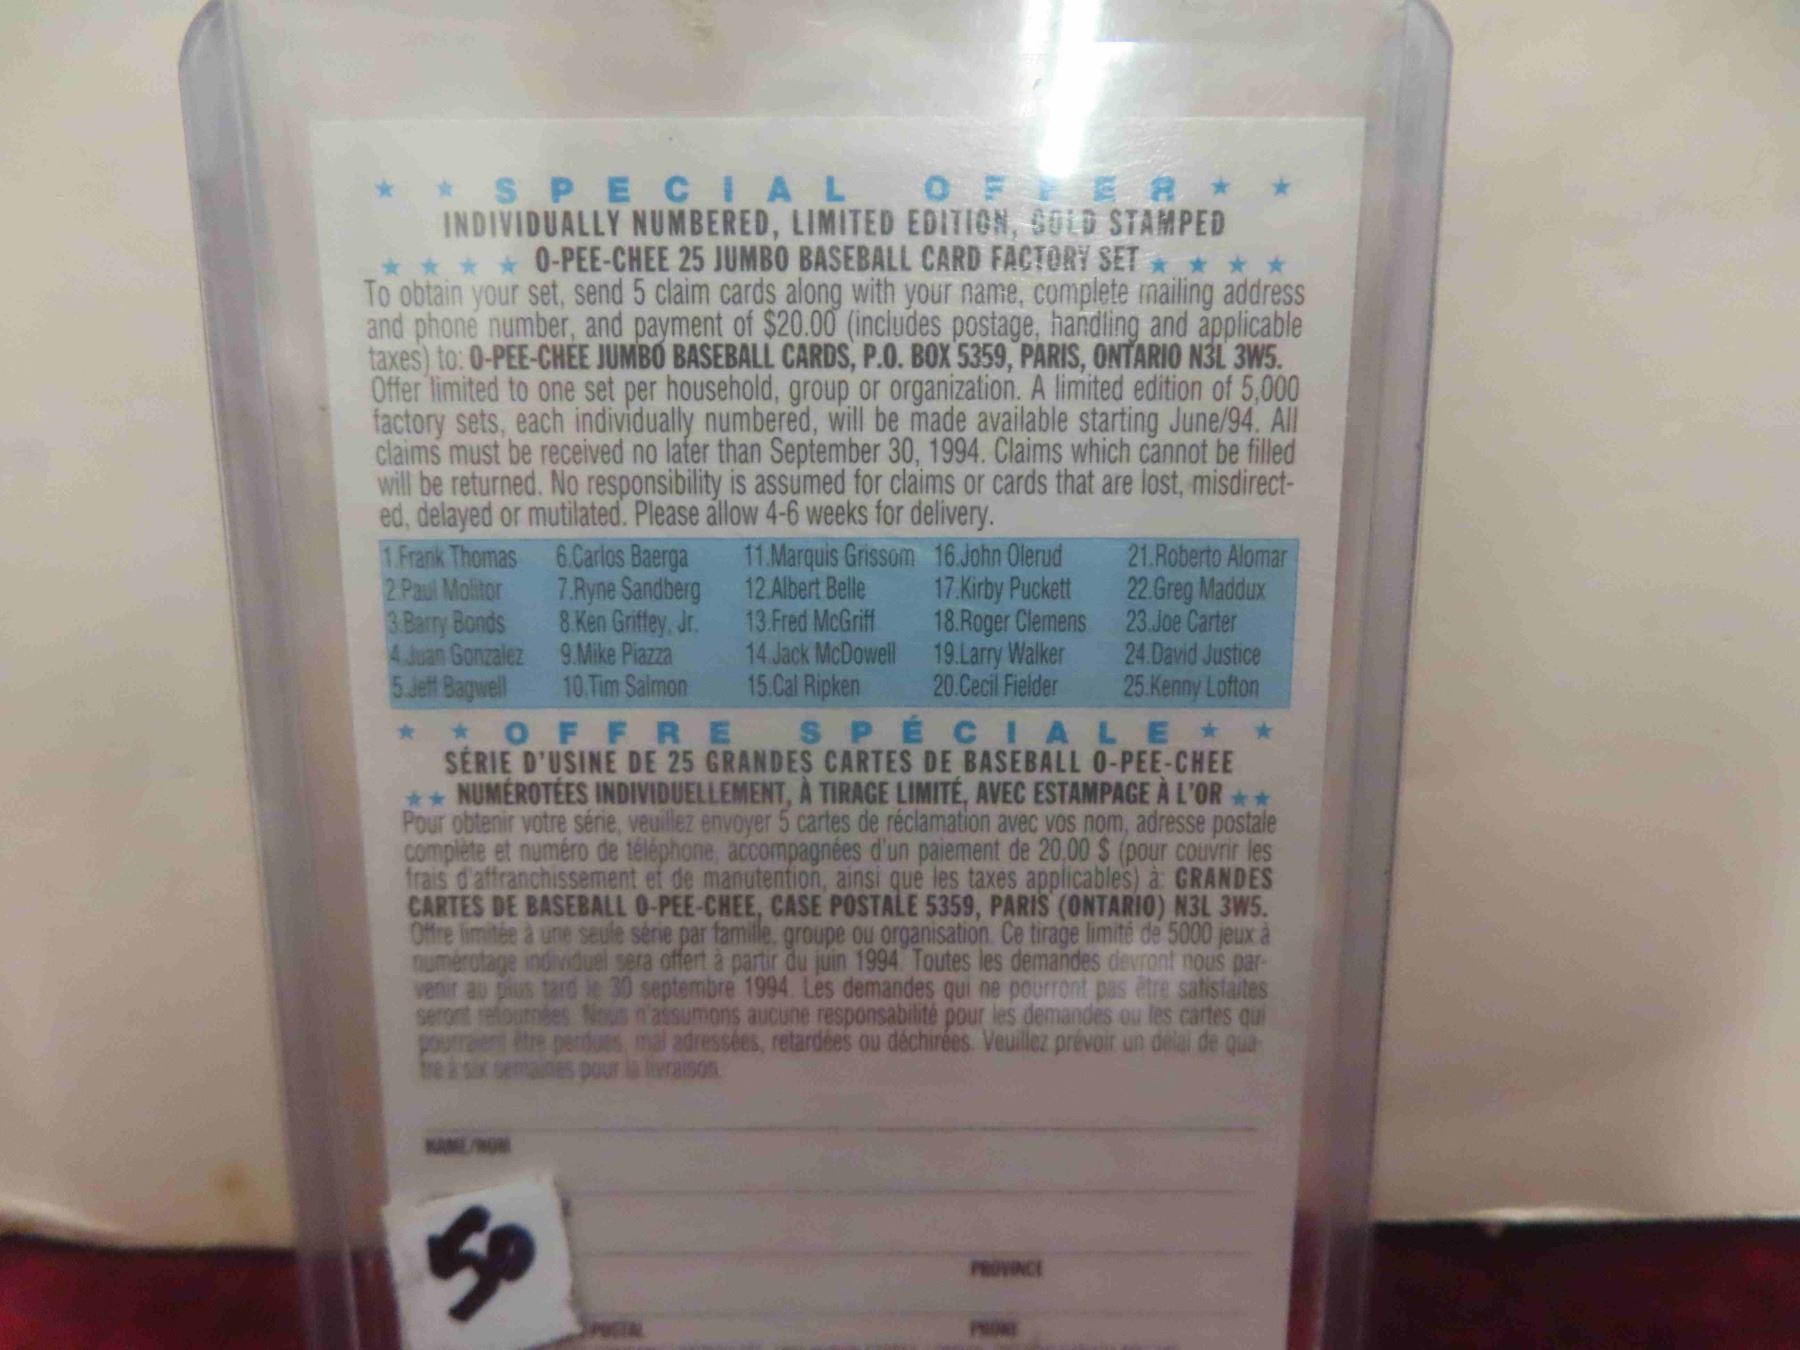 ★ ★ SPECIAL OFFER ★ ★
INDIVIDUALLY NUMBERED, LIMITED EDITION, GOLD STAMPED
★ ★ ★ ★ O-PEE-CHEE 25 JUMBO BASEBALL CARD FACTORY SET ★ ★ ★ ★
To obtain your set, send 5 claim cards along with your name, complete mailing address
and phone number, and payment of $20.00 (includes postage, handling and applicable
taxes) to: O-PEE-CHEE JUMBO BASEBALL CARDS, P.O. BOX 5359, PARIS, ONTARIO N3L 3W5.
Offer limited to one set per household, group or organization. A limited edition of 5,000
factory sets, each individually numbered, will be made available starting June/94. All
claims must be received no later than September 30, 1994. Claims which cannot be filled
will be returned. No responsibility is assumed for claims or cards that are lost, misdirect-
ed, delayed or mutilated. Please allow 4-6 weeks for delivery.
1.Frank Thomas 6.Carlos Baerga 11.Marquis Grissom 16.John Olerud 21.Roberto Alomar
2.Paul Molitor 7.Ryne Sandberg 12.Albert Belle 17.Kirby Puckett 22.Greg Maddux
3.Barry Bonds 8.Ken Griffey, Jr. 13.Fred McGriff 18.Roger Clemens 23.Joe Carter
4.Juan Gonzalez 9.Mike Piazza 14.Jack McDowell 19.Larry Walker 24.David Justice
5.Jeff Bagwell 10.Tim Salmon 15.Cal Ripken 20.Cecil Fielder 25.Kenny Lofton
★ ★ OFFRE SPÉCIALE ★ ★
SÉRIE D'USINE DE 25 GRANDES CARTES DE BASEBALL O-PEE-CHEE
★★ NUMÉROTÉES INDIVIDUELLEMENT, À TIRAGE LIMITÉ, AVEC ESTAMPAGE À L'OR ★★
Pour obtenir votre série, veuillez envoyer 5 cartes de réclamation avec vos nom, adresse postale
complète et numéro de téléphone, accompagnées d'un paiement de 20,00 $ (pour couvrir les
frais d'affranchissement et de manutention, ainsi que les taxes applicables) à: GRANDES
CARTES DE BASEBALL O-PEE-CHEE, CASE POSTALE 5359, PARIS (ONTARIO) N3L 3W5.
Offre limitée à une seule série par famille, groupe ou organisation. Ce tirage limité de 5000 jeux à
numérotage individuel sera offert à partir du juin 1994. Toutes les demandes devront nous par-
venir au plus tard le 30 septembre 1994. Les demandes qui ne pourront pas être satisfaites
seront retournées. Nous n'assumons aucune responsabilité pour les demandes ou les cartes qui
pourraient être perdues, mal adressées, retardées ou déchirées. Veuillez prévoir un délai de qua-
tre à six semaines pour la livraison.
NAME/NOM
50
PROVINCE
POSTAL PHONE